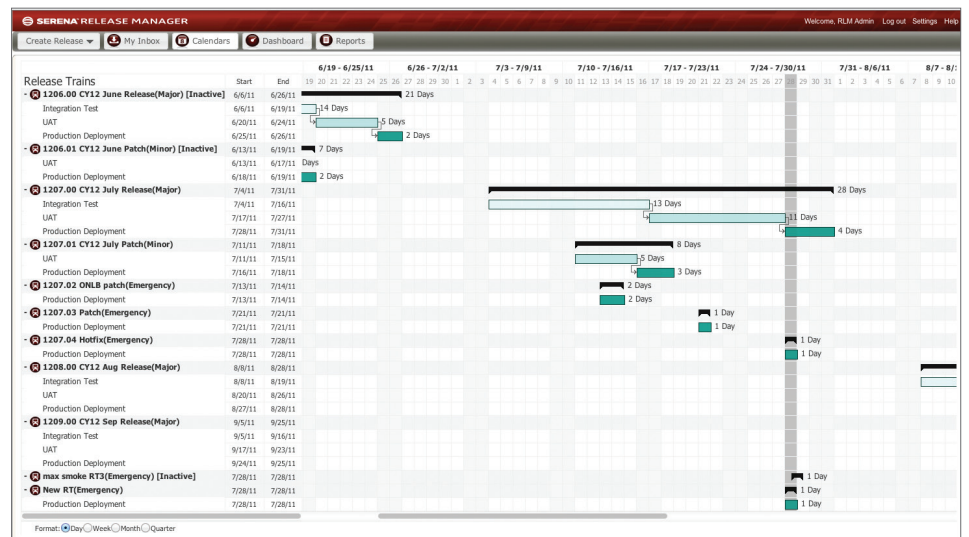 SERENA RELEASE MANAGER Welcome, RLM Admin Log out Settings Help
Create Release My Inbox Calendars Dashboard Reports
6/19 - 6/25/11 6/26 - 7/2/11 7/3 - 7/9/11 7/10 - 7/16/11 7/17 - 7/23/11 7/24 - 7/30/11 7/31 - 8/6/11 8/7 - 8/:
Release Trains Start End 19 20 21 22 23 24 25 26 27 28 29 30 1 2 3 4 5 6 7 8 9 10 11 12 13 14 15 16 17 18 19 20 21 22 23 24 25 26 27 28 29 30 31 1 2 3 4 5 6 7 8 9 10
- 1206.00 CY12 June Release(Major) [Inactive] 6/6/11 6/26/11 21 Days
Integration Test 6/6/11 6/19/11 14 Days
UAT 6/20/11 6/24/11 5 Days
Production Deployment 6/25/11 6/26/11 2 Days
- 1206.01 CY12 June Patch(Minor) [Inactive] 6/13/11 6/19/11 7 Days
UAT 6/13/11 6/17/11 Days
Production Deployment 6/18/11 6/19/11 2 Days
- 1207.00 CY12 July Release(Major) 7/4/11 7/31/11 28 Days
Integration Test 7/4/11 7/16/11 13 Days
UAT 7/17/11 7/27/11 11 Days
Production Deployment 7/28/11 7/31/11 4 Days
- 1207.01 CY12 July Patch(Minor) 7/11/11 7/18/11 8 Days
UAT 7/11/11 7/15/11 5 Days
Production Deployment 7/16/11 7/18/11 3 Days
- 1207.02 ONLB patch(Emergency) 7/13/11 7/14/11 2 Days
Production Deployment 7/13/11 7/14/11 2 Days
- 1207.03 Patch(Emergency) 7/21/11 7/21/11 1 Day
Production Deployment 7/21/11 7/21/11 1 Day
- 1207.04 Hotfix(Emergency) 7/28/11 7/28/11 1 Day
Production Deployment 7/28/11 7/28/11 1 Day
- 1208.00 CY12 Aug Release(Major) 8/8/11 8/28/11
Integration Test 8/8/11 8/19/11
UAT 8/20/11 8/26/11
Production Deployment 8/27/11 8/28/11
- 1209.00 CY12 Sep Release(Major) 9/5/11 9/25/11
Integration Test 9/5/11 9/16/11
UAT 9/17/11 9/23/11
Production Deployment 9/24/11 9/25/11
- max smoke RT3(Emergency) [Inactive] 7/28/11 7/28/11 1 Day
- New RT(Emergency) 7/28/11 7/28/11 1 Day
Production Deployment 7/28/11 7/28/11 1 Day
Format: Day Week Month Quarter